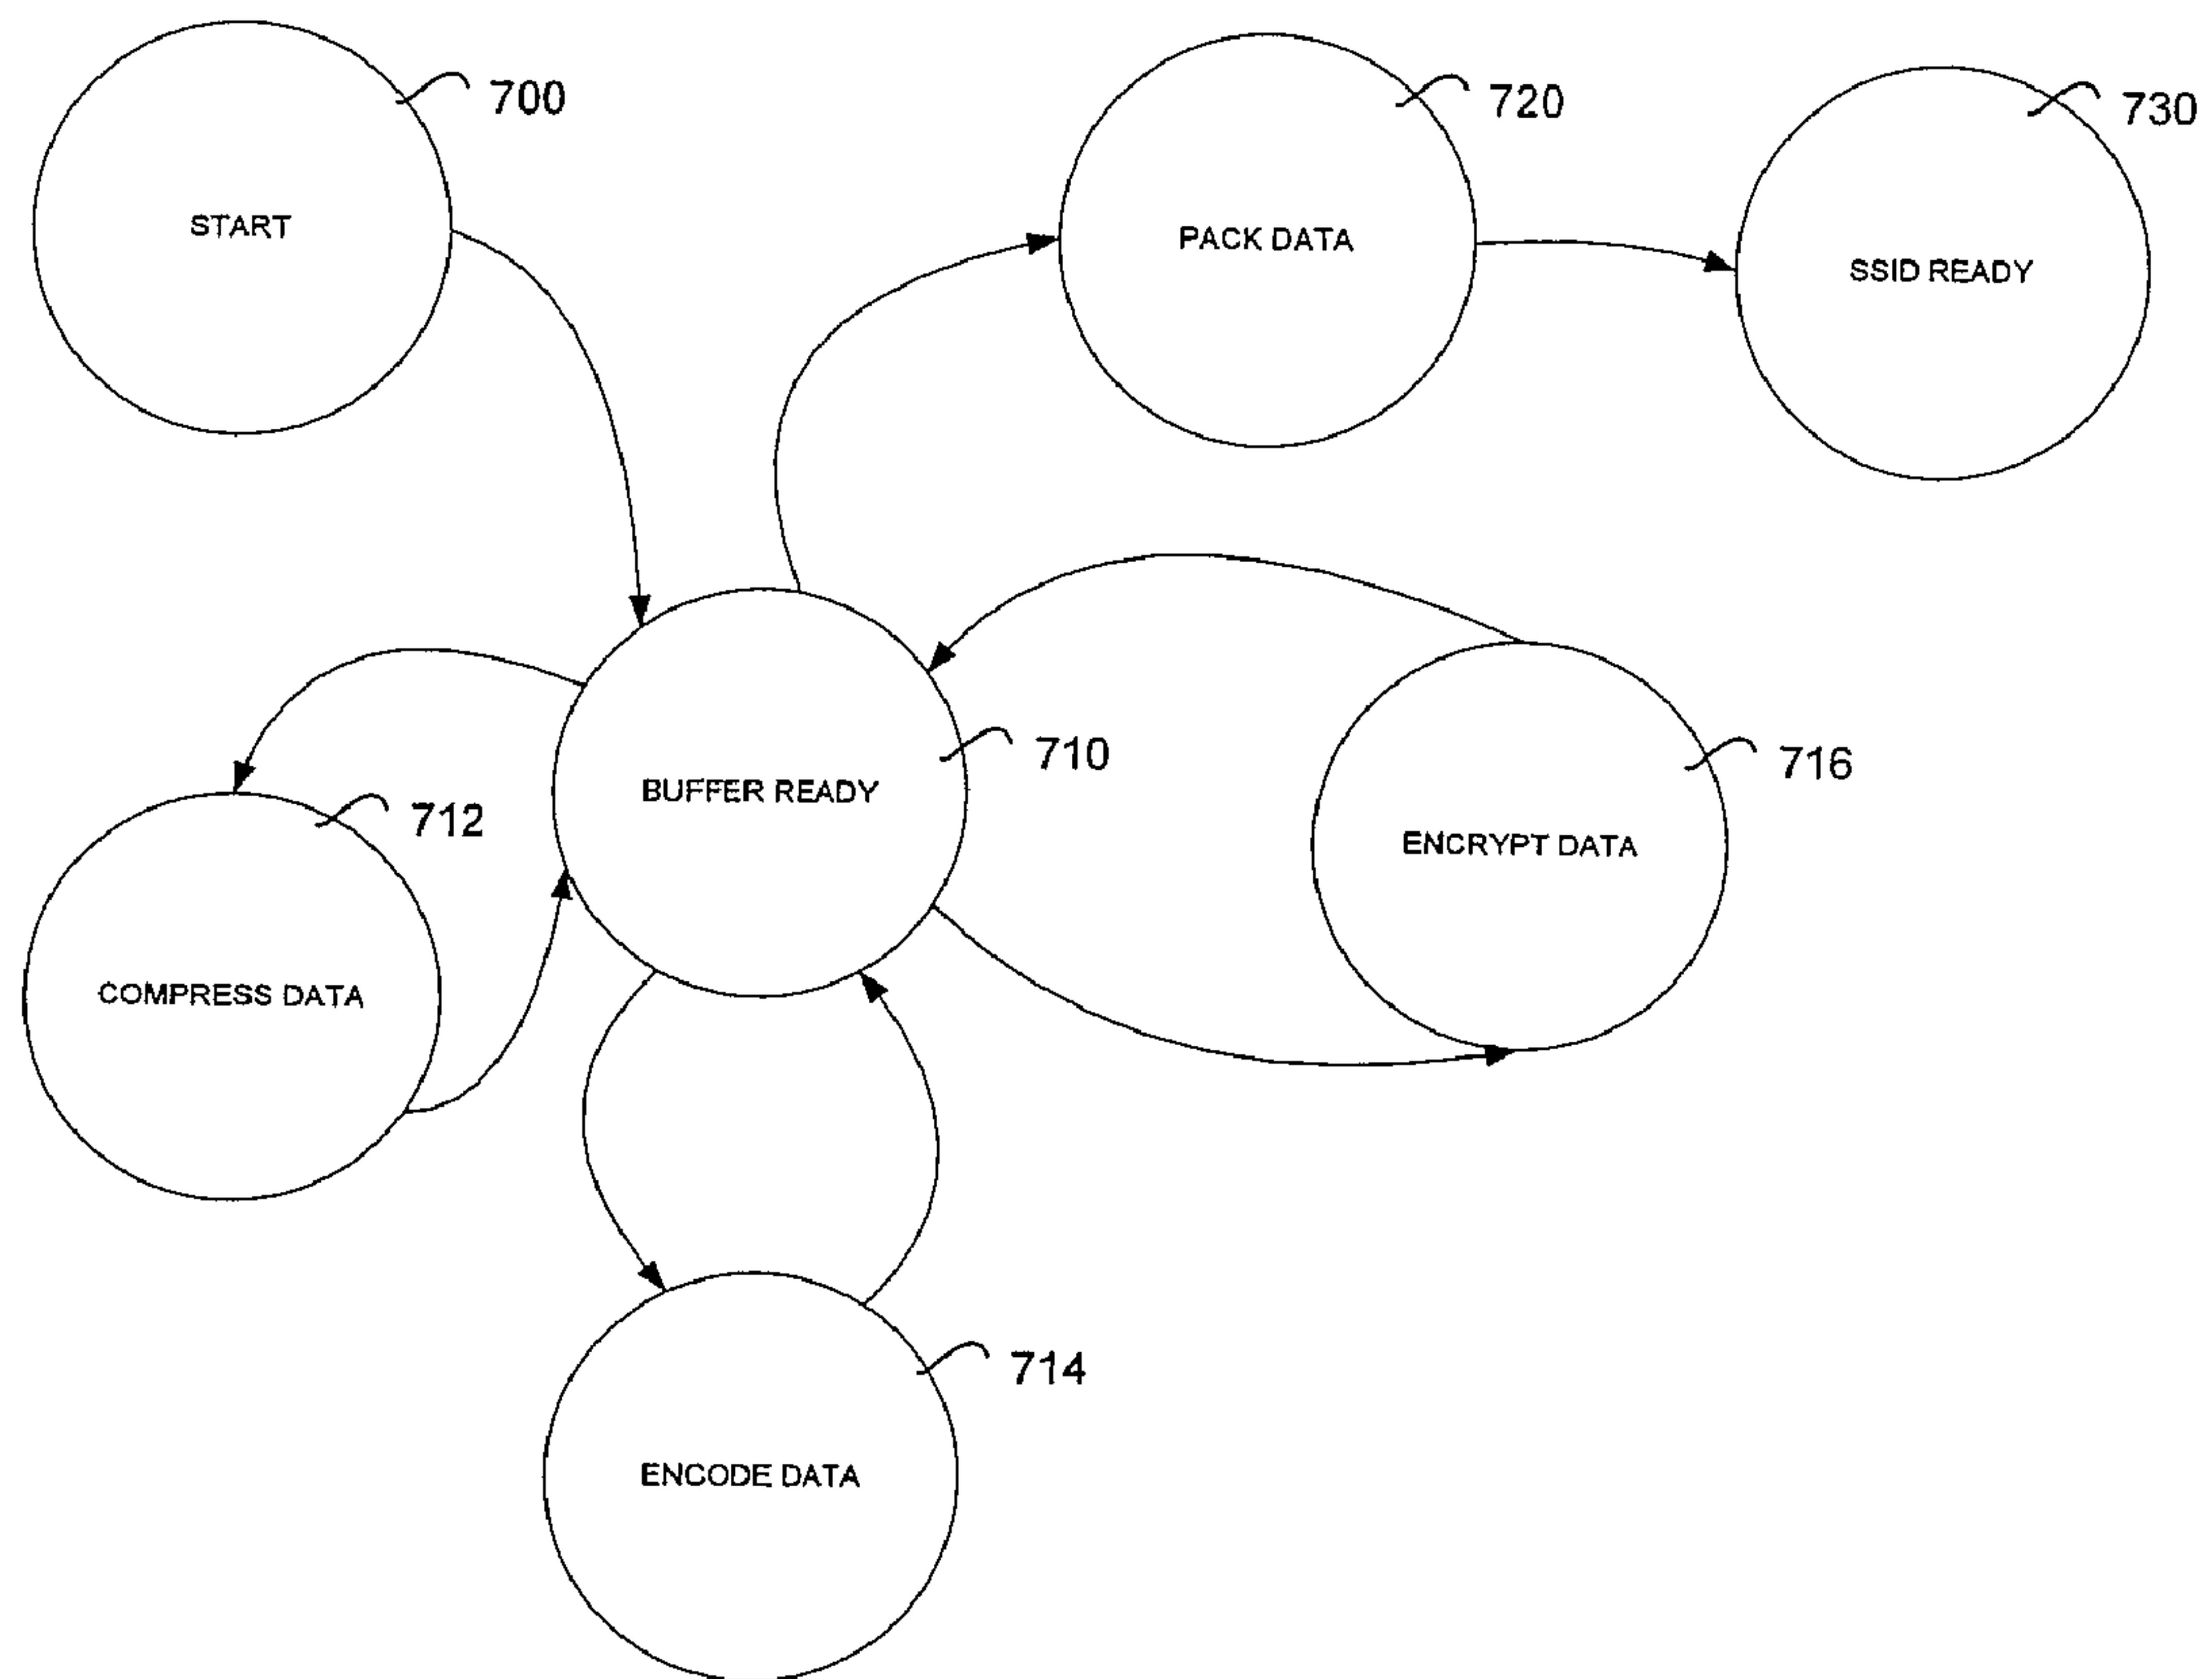 700
START
720
PACK DATA
730
SSID READY
710
BUFFER READY
716
ENCRYPT DATA
712
COMPRESS DATA
714
ENCODE DATA